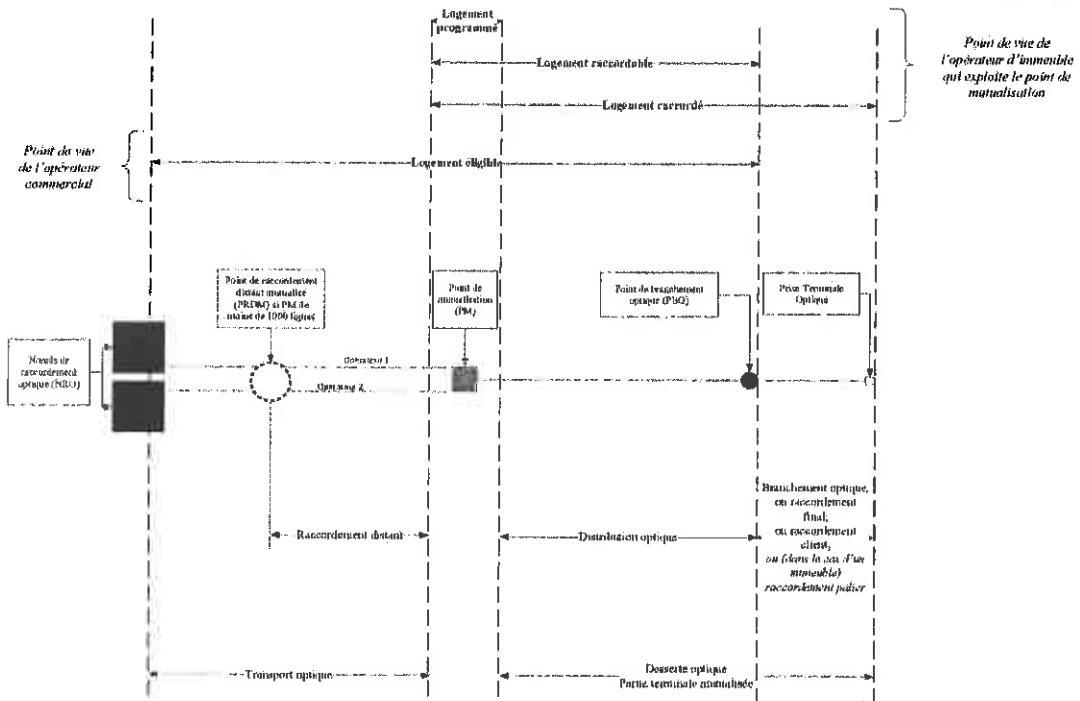 Logement
programmé
Logement raccordable
Point de vue de
l'opérateur d'immeuble
qui exploite le point de
mutualisation
Logement raccordé
Point de vue
de l'opérateur
commercial
Logement éligible
Point de raccordement
distant mutualisé
(PRDM) si PM de
moins de 1000 lignes
Point de
mutualisation
(PM)
Point de branchement
optique (PBO)
Prise Terminale
Optique
Nœuds de
raccordement
optique (NRO)
Opérateur 1
Opérateur 2
Branchement optique,
ou raccordement
final,
ou raccordement
client,
ou (dans le cas d'un
immeuble)
raccordement palier
Raccordement distant
Distribution optique
Transport optique
Desserte optique
Partie terminale mutualisée